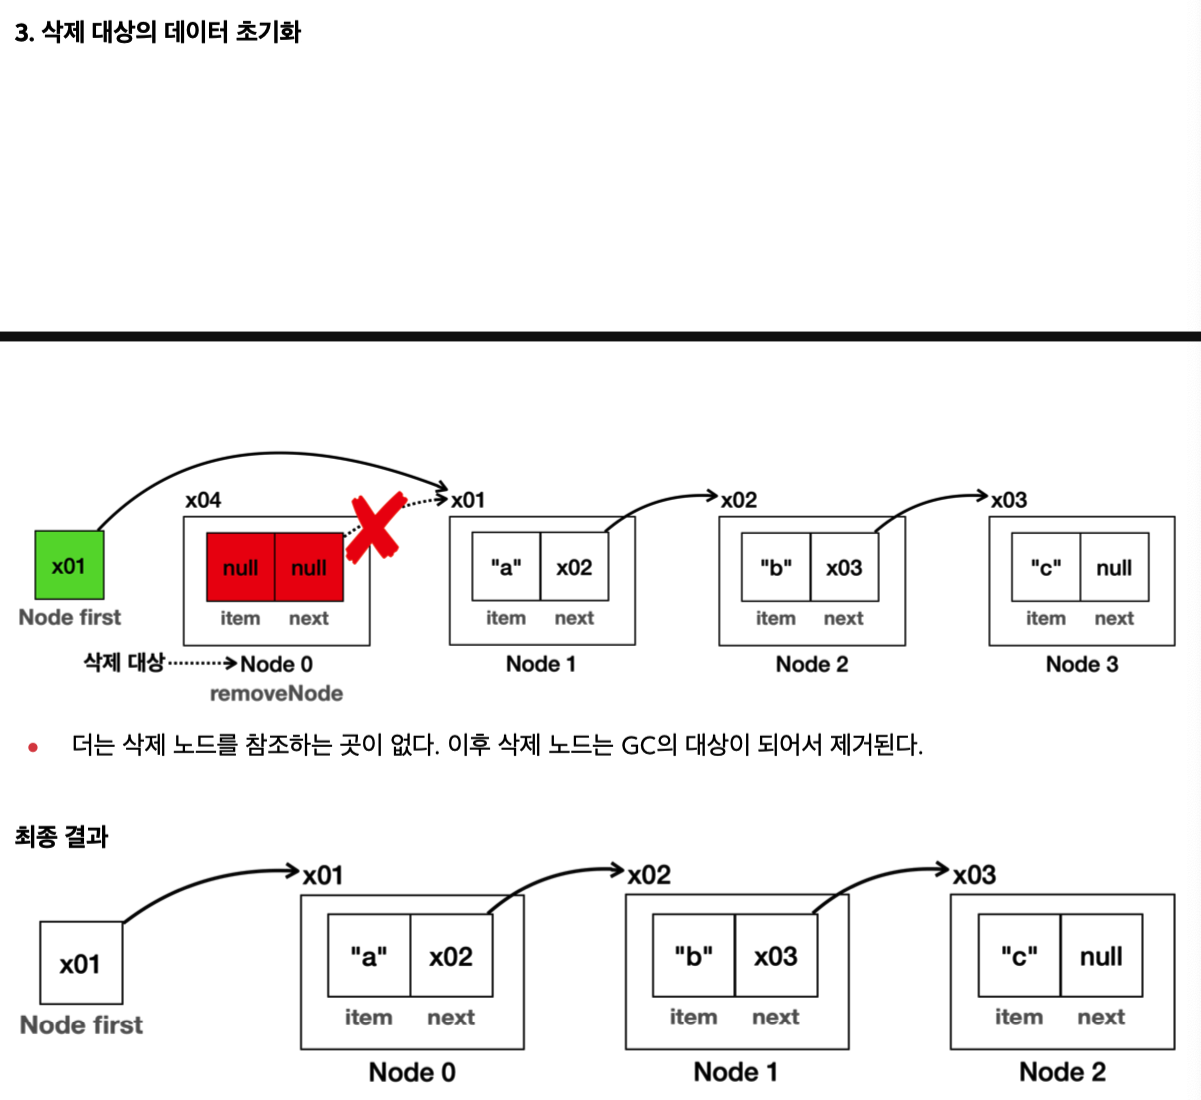 3. 삭제 대상의 데이터 초기화
x04
x01
x02
x03
x01
null
null
"a"
x02
"b"
x03
"c"
null
Node first
item
next
item
next
item
next
item
next
삭제 대상
Node 0
Node 1
Node 2
Node 3
removeNode
더는 삭제 노드를 참조하는 곳이 없다. 이후 삭제 노드는 GC의 대상이 되어서 제거된다.
최종 결과
x01
x02
x03
x01
"a"
x02
"b"
x03
"c"
null
Node first
item
next
item
next
item
next
Node 0
Node 1
Node 2